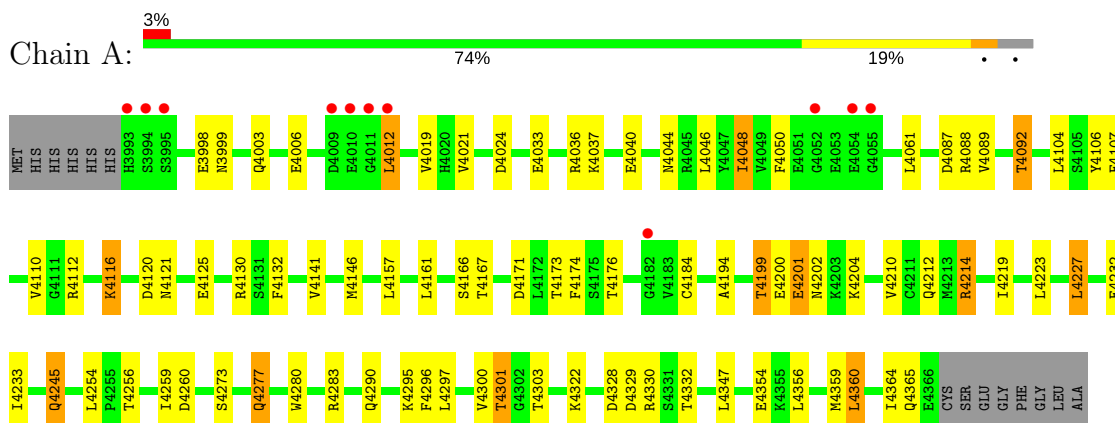 3%
Chain A:
74% 19% • •
MET HIS HIS HIS HIS HIS H3993 S3994 S3995 E3998 N3999 Q4003 E4006 D4009 E4010 G4011 L4012 V4019 H4020 V4021 D4024 E4033 R4036 K4037 E4040 N4044 R4045 L4046 Y4047 I4048 V4049 F4050 E4051 G4052 E4053 E4054 G4055 L4061 D4087 R4088 V4089 T4092 L4104 S4105 Y4106
V4110 G4111 R4112 K4116 D4120 N4121 E4125 R4130 S4131 F4132 V4141 M4146 L4157 L4161 S4166 T4167 D4171 L4172 T4173 F4174 S4175 T4176 G4182 V4183 C4184 A4194 T4199 E4200 E4201 N4202 K4203 K4204 V4210 C4211 Q4212 M4213 R4214 I4219 L4223 L4227
I4233 Q4245 L4254 P4255 T4256 I4259 D4260 S4273 Q4277 W4280 R4283 Q4290 K4295 F4296 L4297 V4300 T4301 G4302 T4303 K4322 D4328 D4329 R4330 S4331 T4332 L4347 E4354 K4355 L4356 M4359 L4360 I4364 Q4365 E4366 CYS SER GLU GLY PHE GLY LEU ALA